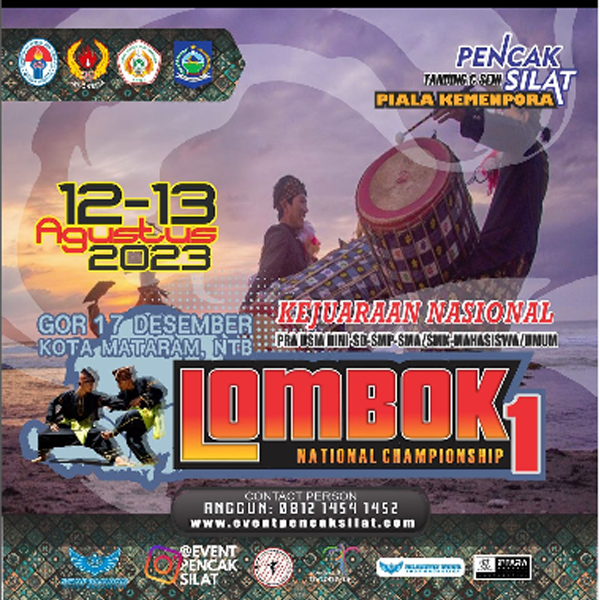 PENCAK
TANDING & SENI SILAT
PIALA KEMENPORA
12-13
Agustus
2023
GOR 17 DESEMBER
KOTA MATARAM, NTB
KEJUARAAN NASIONAL
PRA USIA DINI-SD-SMP-SMA/SMK-MAHASISWA/UMUM
LOMBOK 1
NATIONAL CHAMPIONSHIP
CONTACT PERSON
ANGGUN: 0812 1454 1452
www.eventpencaksilat.com
@EVENT
PENCAK
SILAT